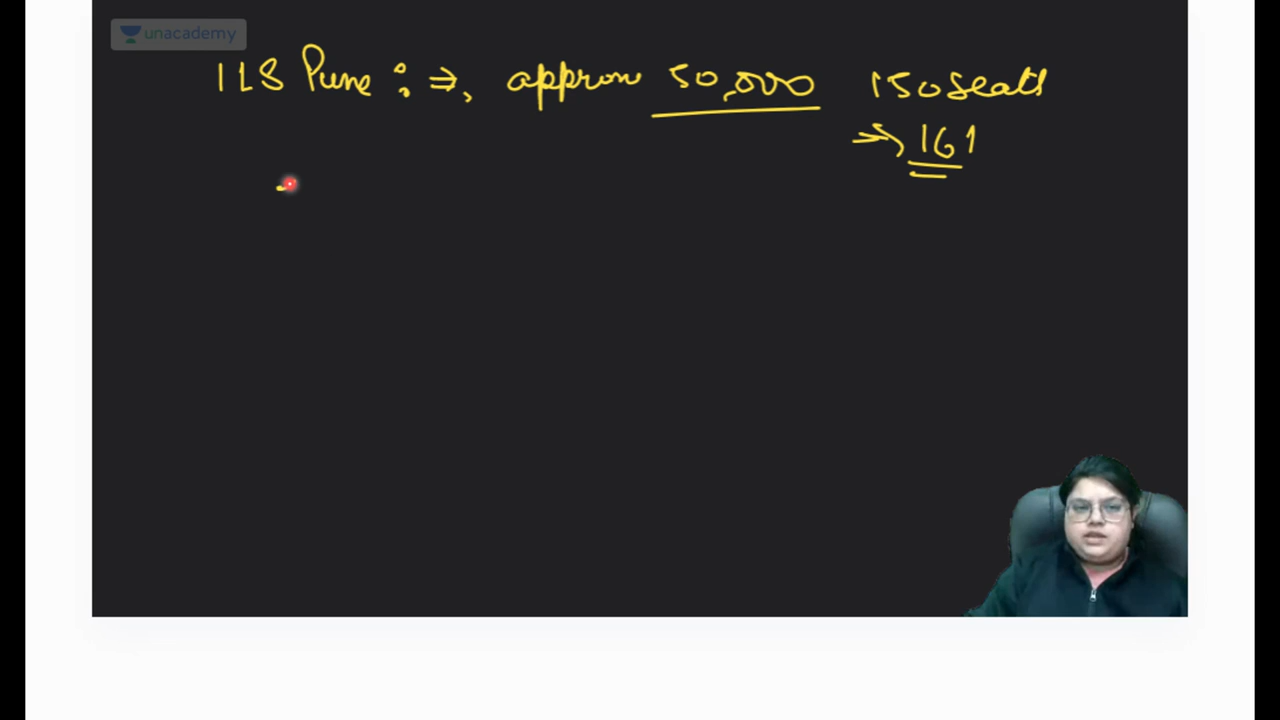 unacademy
ILS Pune : ⇒, approx 50,000 150 seats
→ 161